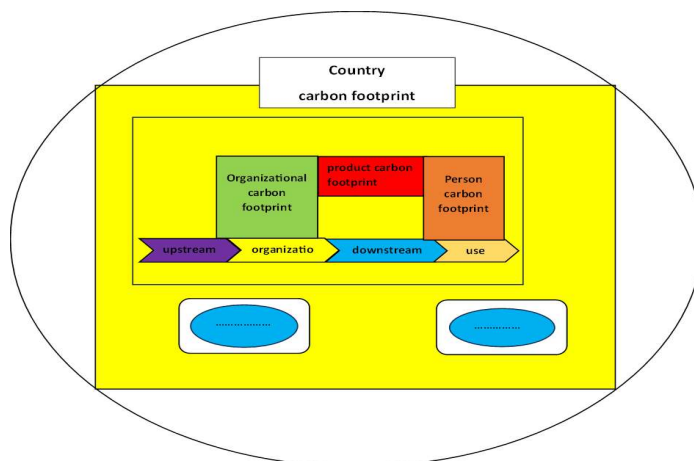 Country
carbon footprint
Organizational
carbon
footprint
product carbon
footprint
Person
carbon
footprint
upstream
organizatio
downstream
use
……………...
……………